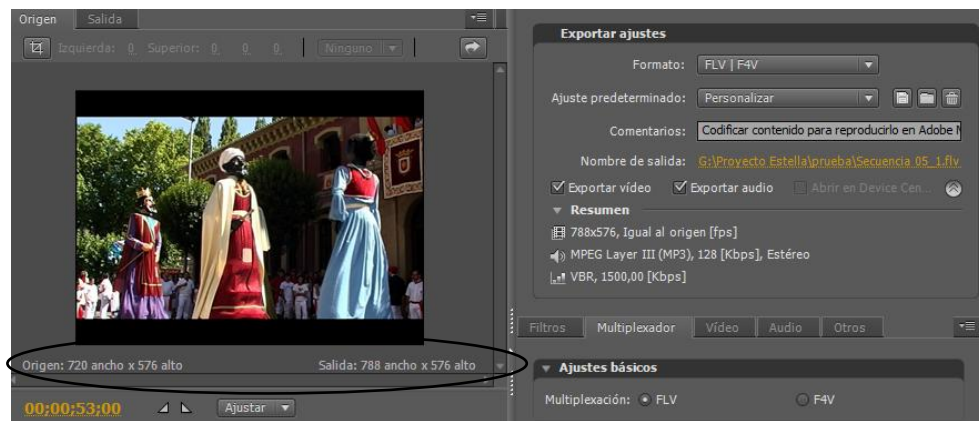 Origen Salida
Izquierda: 0 Superior: 0 0 0 Ninguno
Origen: 720 ancho x 576 alto Salida: 788 ancho x 576 alto
00;00;53;00 Ajustar
Exportar ajustes
Formato: FLV | F4V
Ajuste predeterminado: Personalizar
Comentarios: Codificar contenido para reproducirlo en Adobe
Nombre de salida: G:\Proyecto Estella\prueba\Secuencia 05_1.flv
Exportar vídeo Exportar audio Abrir en Device Cen...
Resumen
788x576, Igual al origen [fps]
MPEG Layer III (MP3), 128 [Kbps], Estéreo
VBR, 1500,00 [Kbps]
Filtros Multiplexador Vídeo Audio Otros
Ajustes básicos
Multiplexación: FLV F4V